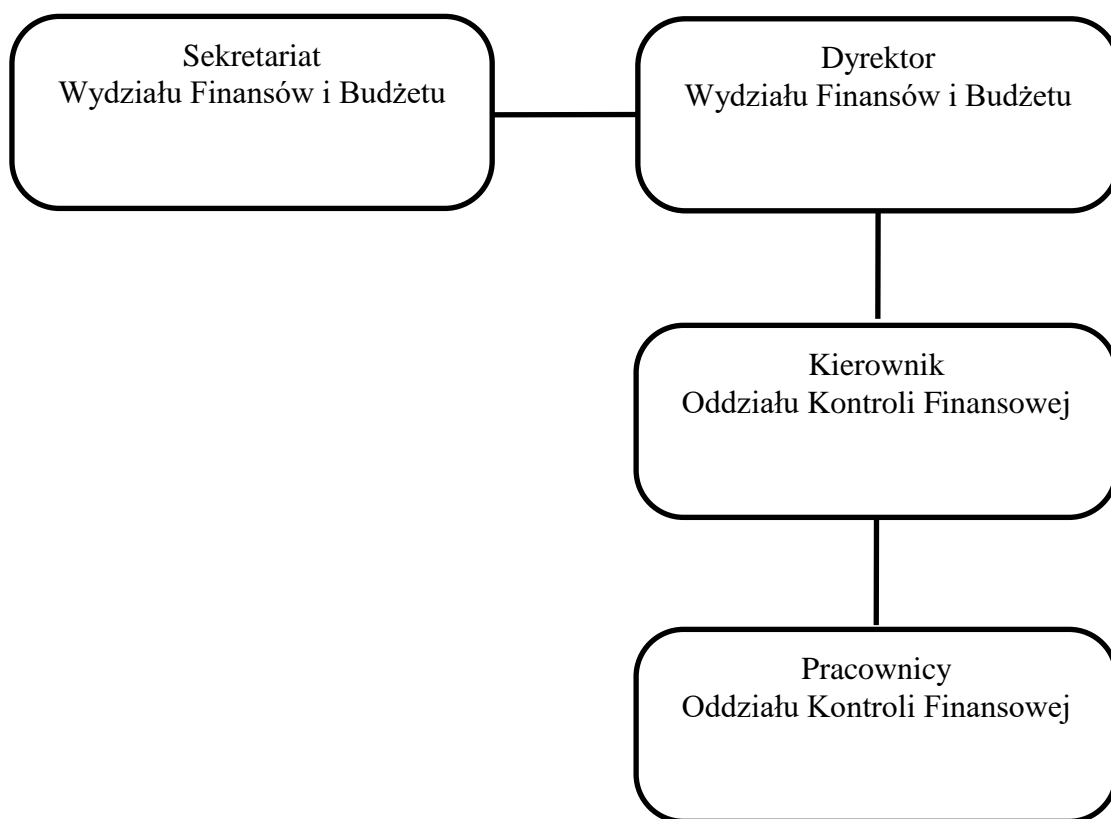 Sekretariat
Wydziału Finansów i Budżetu
Dyrektor
Wydziału Finansów i Budżetu
Kierownik
Oddziału Kontroli Finansowej
Pracownicy
Oddziału Kontroli Finansowej